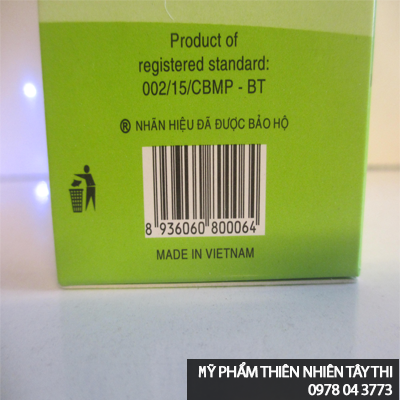 Product of
registered standard:
002/15/CBMP - BT
® NHÃN HIỆU ĐÃ ĐƯỢC BẢO HỘ
8 936060 800064
MADE IN VIETNAM
MỸ PHẨM THIÊN NHIÊN TÂY THI
0978 04 3773